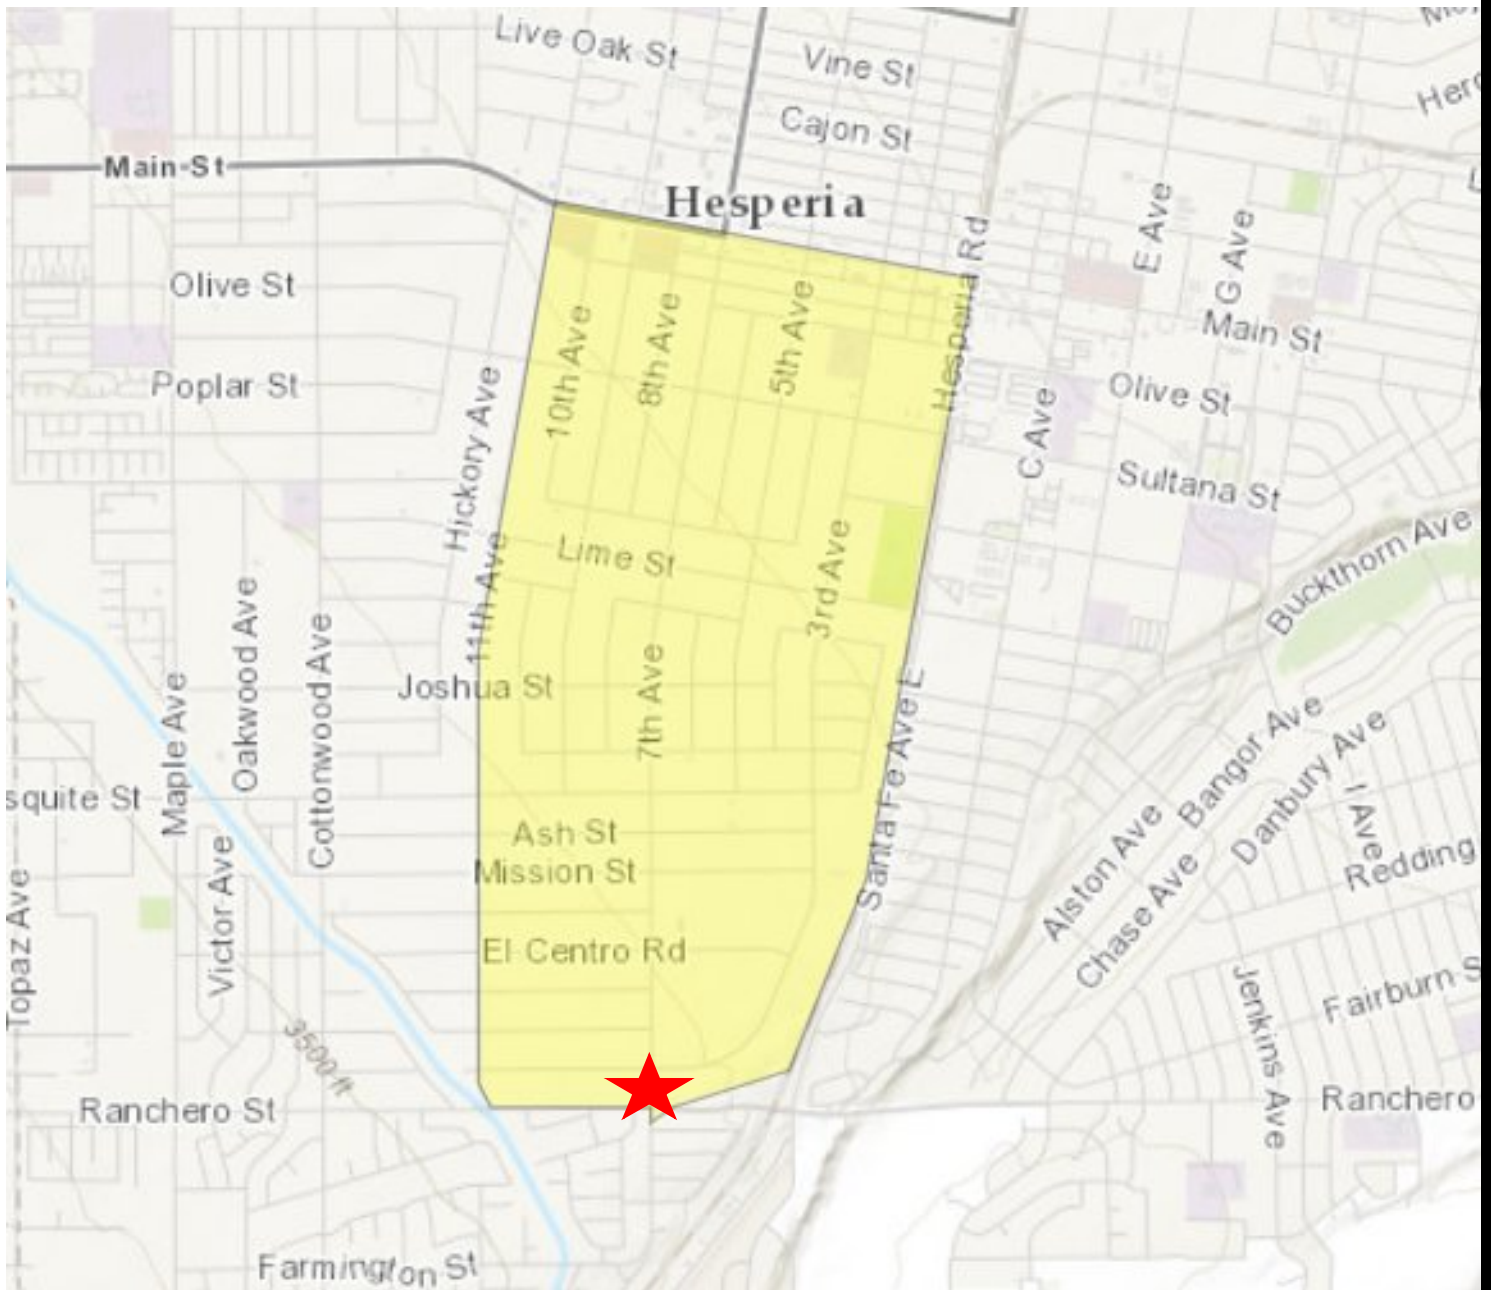 Live Oak St
Vine St
Cajon St
Main St
Hesperia
Hesperia Rd
E Ave
G Ave
Olive St
Main St
10th Ave
8th Ave
5th Ave
Poplar St
Hickory Ave
C Ave
Olive St
Sultana St
Buckthorn Ave
Lime St
11th Ave
3rd Ave
Oakwood Ave
Cottonwood Ave
Joshua St
7th Ave
Maple Ave
Santa Fe Ave E
Bangor Ave
Danbury Ave
I Ave
squite St
Ash St
Mission St
Alston Ave
Chase Ave
Redding
Victor Ave
Topaz Ave
El Centro Rd
Jenkins Ave
Fairburn S
3500 ft
Ranchero St
Ranchero
Farmington St